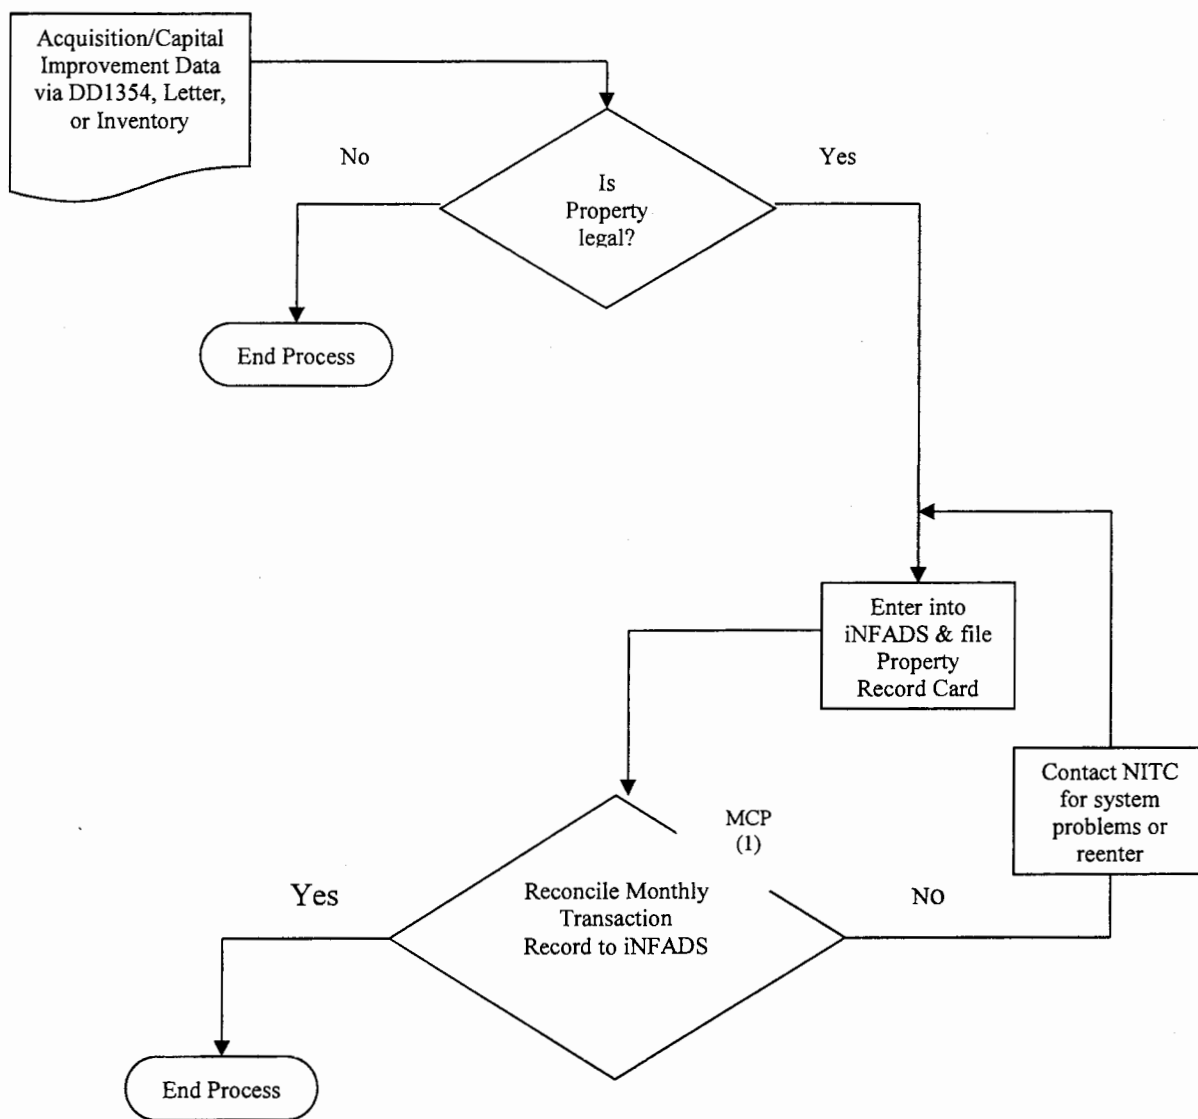 Acquisition/Capital
Improvement Data
via DD1354, Letter,
or Inventory
No
Yes
Is
Property
legal?
End Process
Enter into
iNFADS & file
Property
Record Card
Contact NITC
for system
problems or
reenter
MCP
(1)
Yes
Reconcile Monthly
Transaction
Record to iNFADS
No
End Process